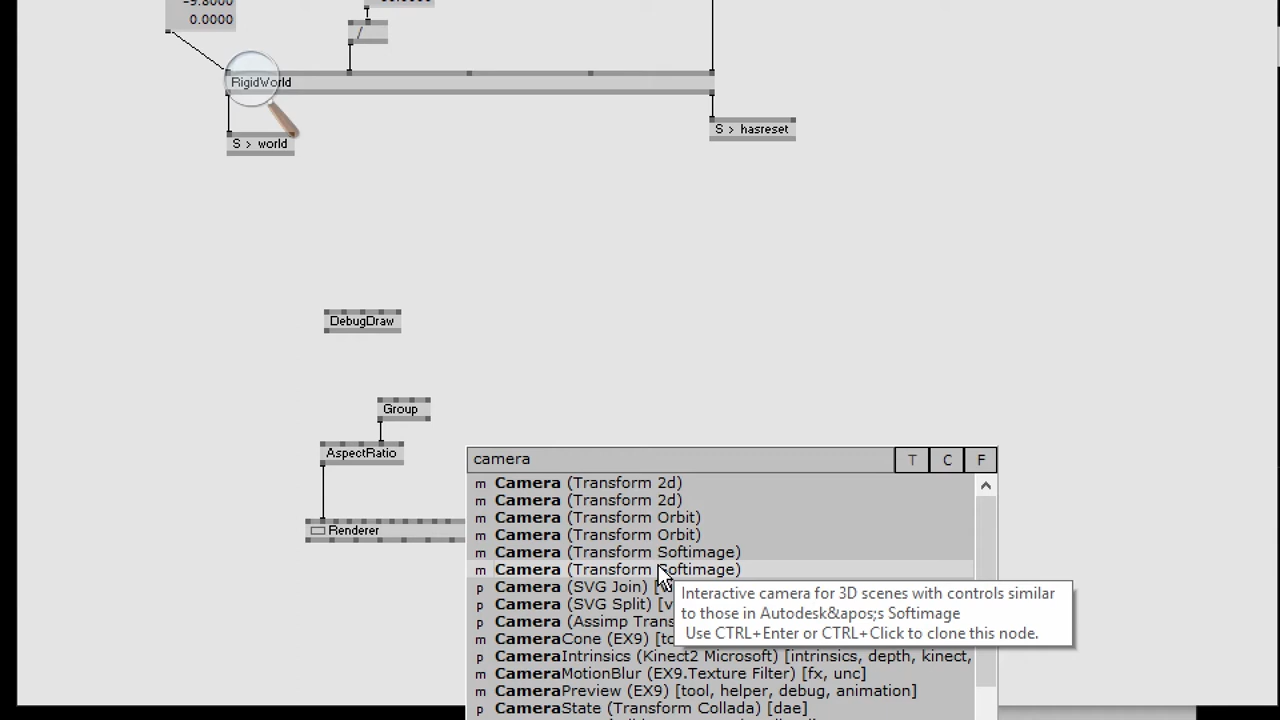 -9.8000
0.0000
/
RigidWorld
S > hasreset
S > world
DebugDraw
Group
AspectRatio
Renderer
camera
T
C
F
m Camera (Transform 2d)
m Camera (Transform 2d)
m Camera (Transform Orbit)
m Camera (Transform Orbit)
m Camera (Transform Softimage)
m Camera (Transform Softimage)
p Camera (SVG Join) [
p Camera (SVG Split) [v
p Camera (Assimp Trans
m CameraCone (EX9) [to
p CameraIntrinsics (Kinect2 Microsoft) [intrinsics, depth, kinect,
m CameraMotionBlur (EX9.Texture Filter) [fx, unc]
m CameraPreview (EX9) [tool, helper, debug, animation]
p CameraState (Transform Collada) [dae]
Interactive camera for 3D scenes with controls similar
to those in Autodesk&apos;s Softimage
Use CTRL+Enter or CTRL+Click to clone this node.